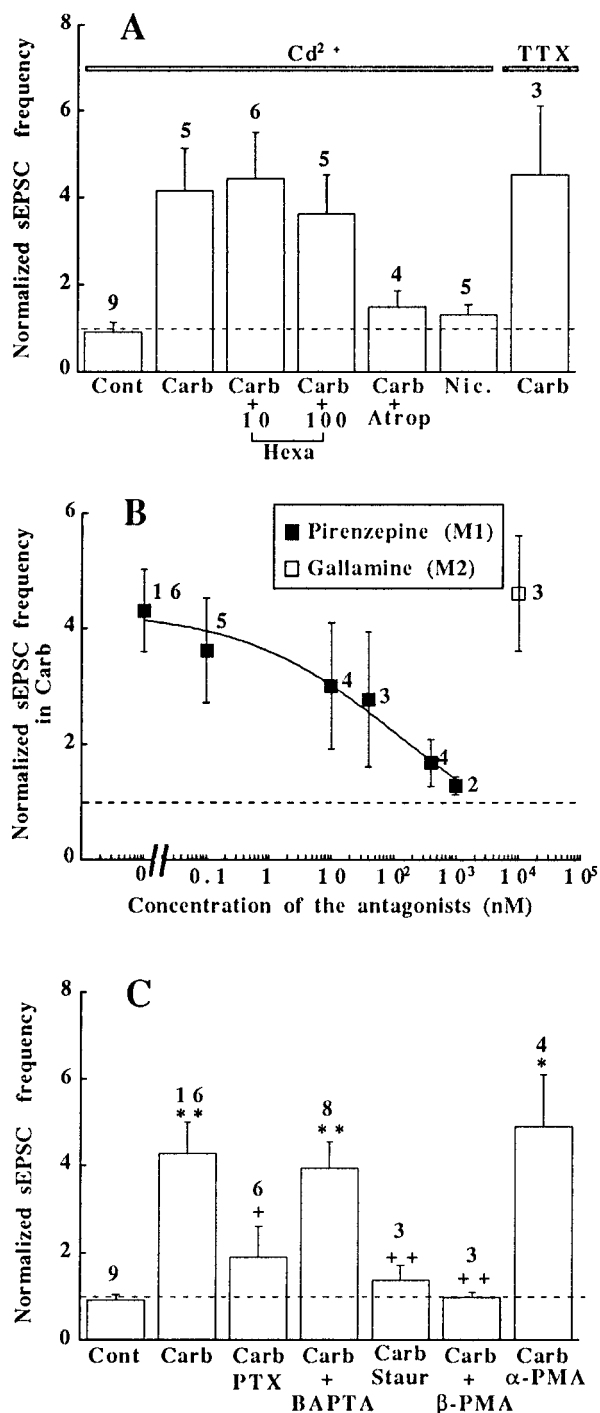 A
Cd2+
TTX
Normalized sEPSC frequency
8
6
4
2
0
9
5
6
5
4
5
3
Cont
Carb
Carb + 10
Carb + 100
Carb + Atrop
Nic.
Carb
Hexa
B
Pirenzepine (M1)
Gallamine (M2)
Normalized sEPSC frequency
in Carb
6
4
2
0
16
5
4
3
4
2
3
0
0.1
1
10
10²
10³
10⁴
10⁵
Concentration of the antagonists (nM)
C
Normalized sEPSC frequency
8
6
4
2
0
9
16
**
6
+
8
**
3
++
3
++
4
*
Cont
Carb
Carb PTX
Carb + BAPTA
Carb Staur
Carb + β-PMA
Carb α-PMA